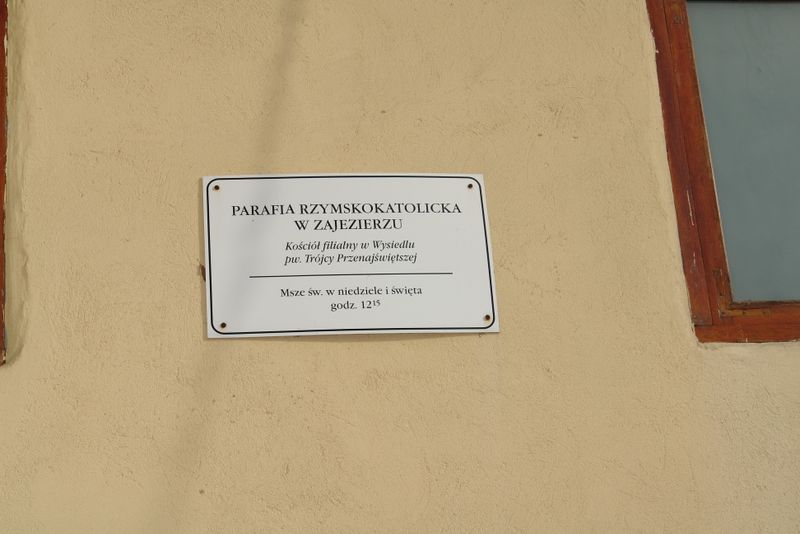 PARAFIA RZYMSKOKATOLICKA
W ZAJEZIERZU
Kościół filialny w Wysiedlu
pw. Trójcy Przenajświętszej
Msze św. w niedziele i święta
godz. 12¹⁵